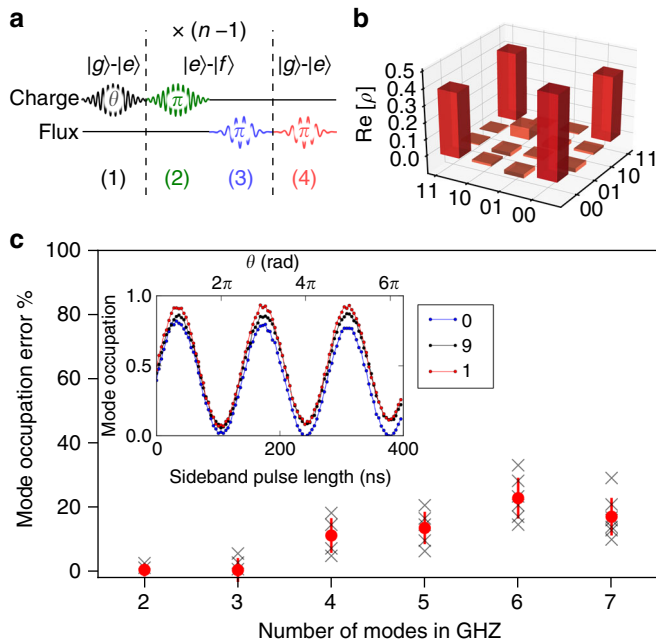 a
× (n –1)
|g⟩-|e⟩ |e⟩-|f⟩ |g⟩-|e⟩
Charge θ π
Flux π π
(1) (2) (3) (4)
b
Re [ρ]
0.5
0.4
0.3
0.2
0.1
0.0
11 10 01 00
00 01 10 11
c
Mode occupation error %
100
80
60
40
20
0
2 3 4 5 6 7
Number of modes in GHZ
θ (rad)
2π 4π 6π
Mode occupation
1.0
0.5
0.0
0 200 400
Sideband pulse length (ns)
0
9
1